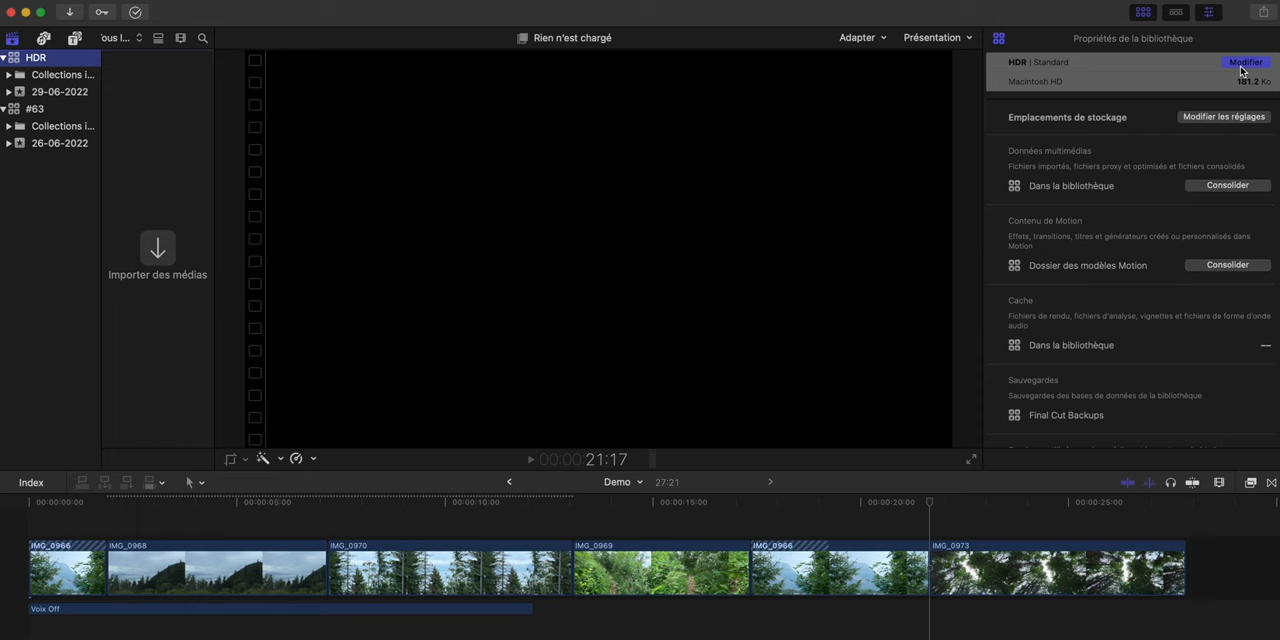 ous l...
Rien n'est chargé
Adapter
Présentation
Propriétés de la bibliothèque
HDR
Collections i...
29-06-2022
#63
Collections i...
26-06-2022
Importer des médias
HDR | Standard
Modifier
Macintosh HD
181.2 Ko
Emplacements de stockage
Modifier les réglages
Données multimédias
Fichiers importés, fichiers proxy et optimisés et fichiers consolidés
Dans la bibliothèque
Consolider
Contenu de Motion
Effets, transitions, titres et générateurs créés ou personnalisés dans
Motion
Dossier des modèles Motion
Consolider
Cache
Fichiers de rendu, fichiers d'analyse, vignettes et fichiers de forme d'onde
audio
Dans la bibliothèque
--
Sauvegardes
Sauvegardes des bases de données de la bibliothèque
Final Cut Backups
00:00:21:17
Index
Demo
27:21
00:00:00:00
00:00:05:00
00:00:10:00
00:00:15:00
00:00:20:00
00:00:25:00
IMG_0966
IMG_0968
IMG_0970
IMG_0969
IMG_0966
IMG_0973
Voix Off